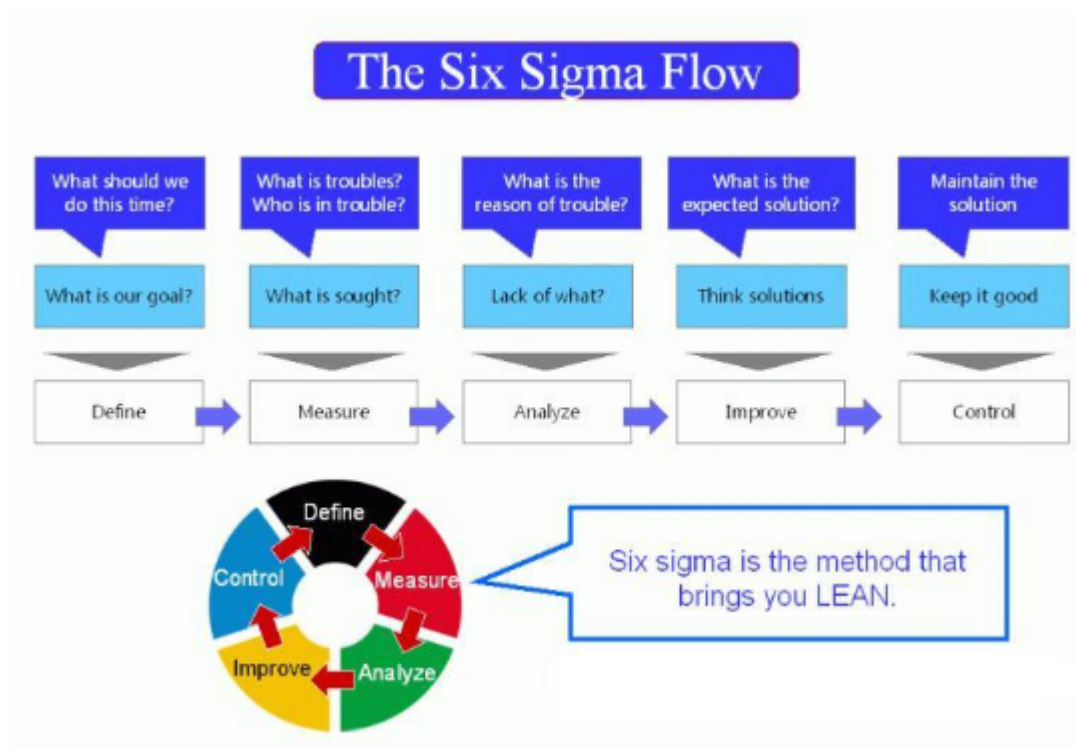 The Six Sigma Flow
What should we
do this time?
What is troubles?
Who is in trouble?
What is the
reason of trouble?
What is the
expected solution?
Maintain the
solution
What is our goal?
What is sought?
Lack of what?
Think solutions
Keep it good
Define
Measure
Analyze
Improve
Control
Define
Measure
Analyze
Improve
Control
Six sigma is the method that
brings you LEAN.